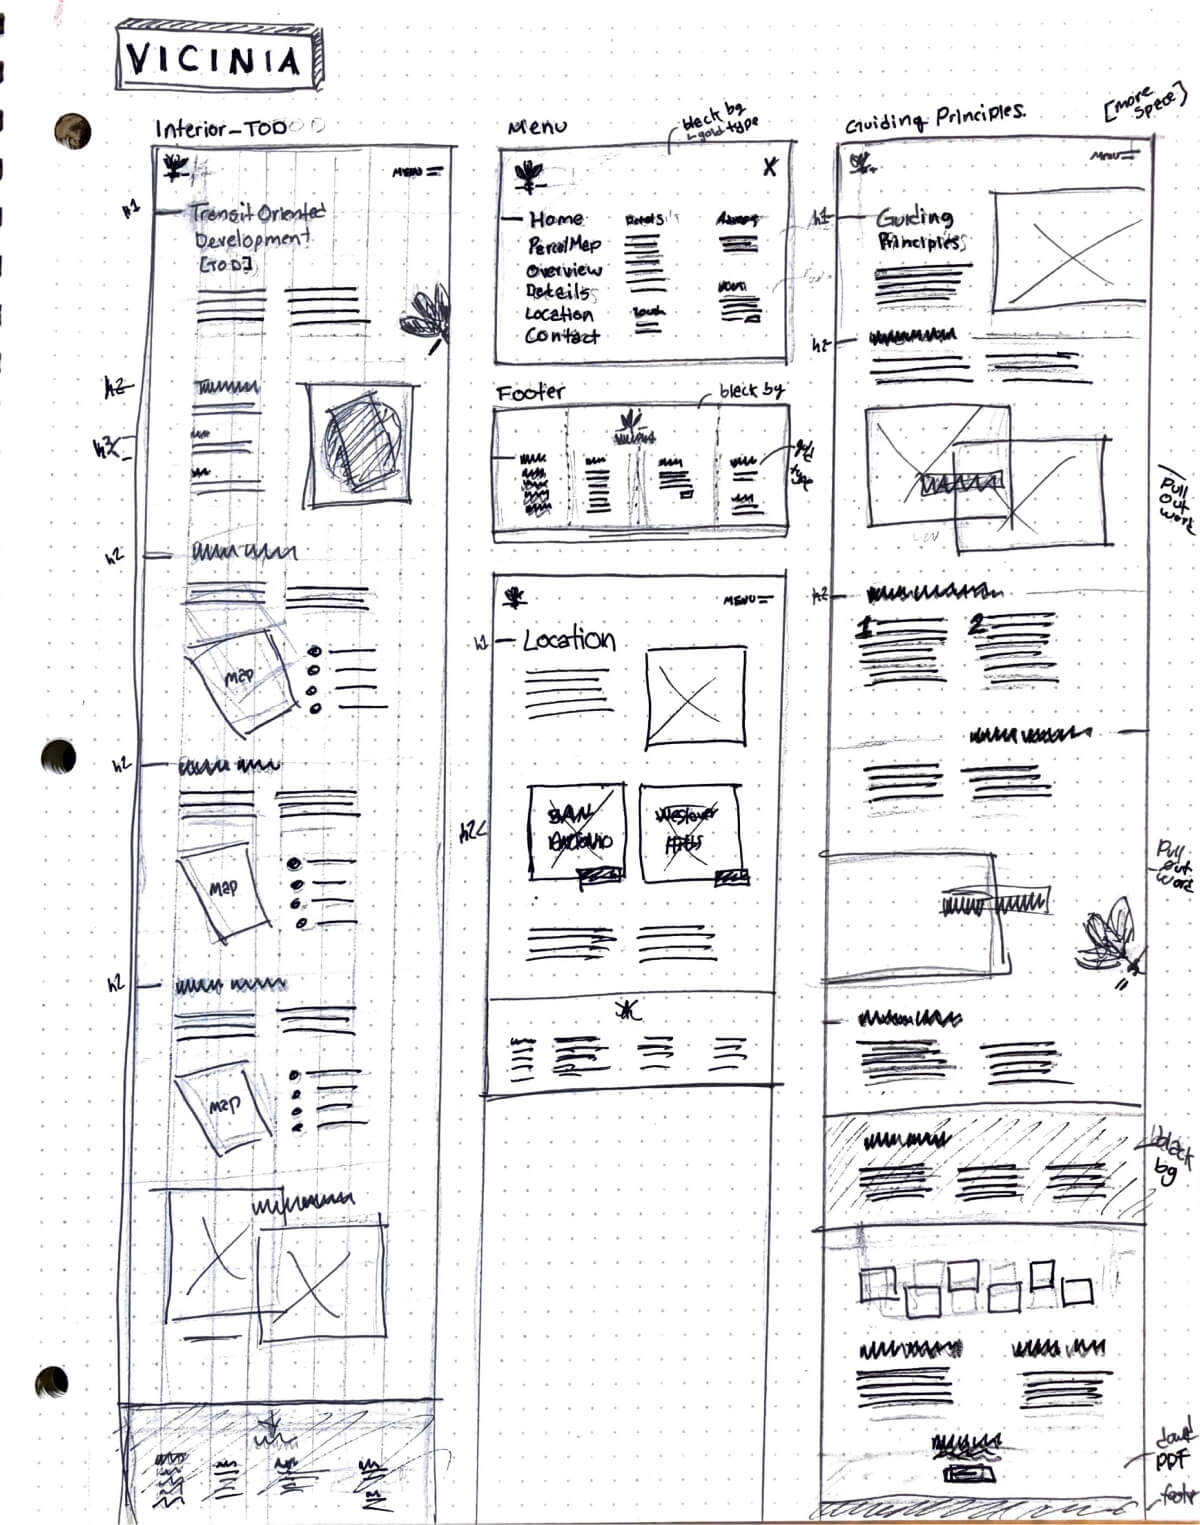 VICINIA
Interior-TOD
MENU
h1
Transit Oriented
Development
[TOD]
h2
h3
h2
map
h2
map
h2
map
Menu
black bg
gold type
X
Home
Parcel Map
Overview
Details
Location
Contact
Details
Footer
black bg
gold
type
MENU
h1
Location
h2
SAN
ANTONIO
Westover
Hills
Guiding Principles.
[more
space]
Menu
h1
Guiding
Principles
h2
Pull
Out
work
h2
1
2
Pull
Out
work
black
bg
PDF
footer